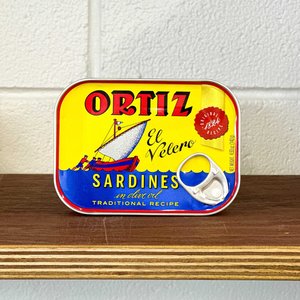 ORTIZ
El
Velero
SARDINES
in olive oil
TRADITIONAL RECIPE